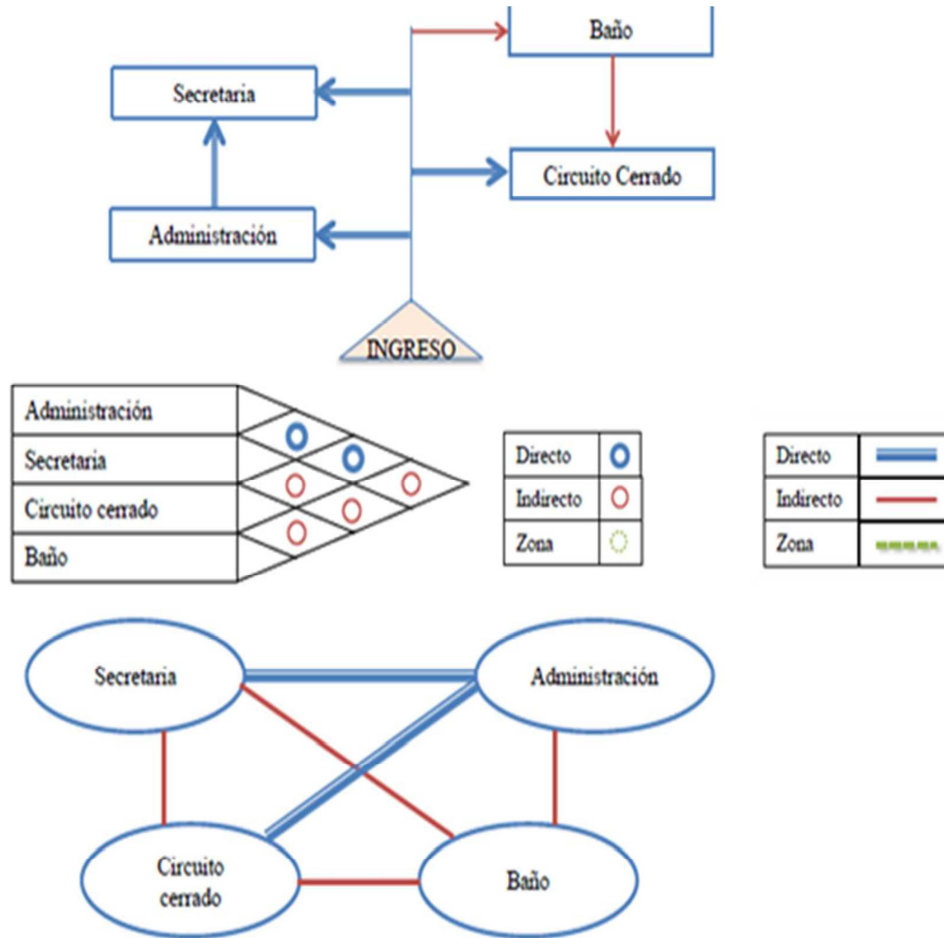 Baño
Secretaria
Circuito Cerrado
Administración
INGRESO
Administración
Secretaria
Circuito cerrado
Baño
Directo
Indirecto
Zona
Directo
Indirecto
Zona
Secretaria
Administración
Circuito
cerrado
Baño